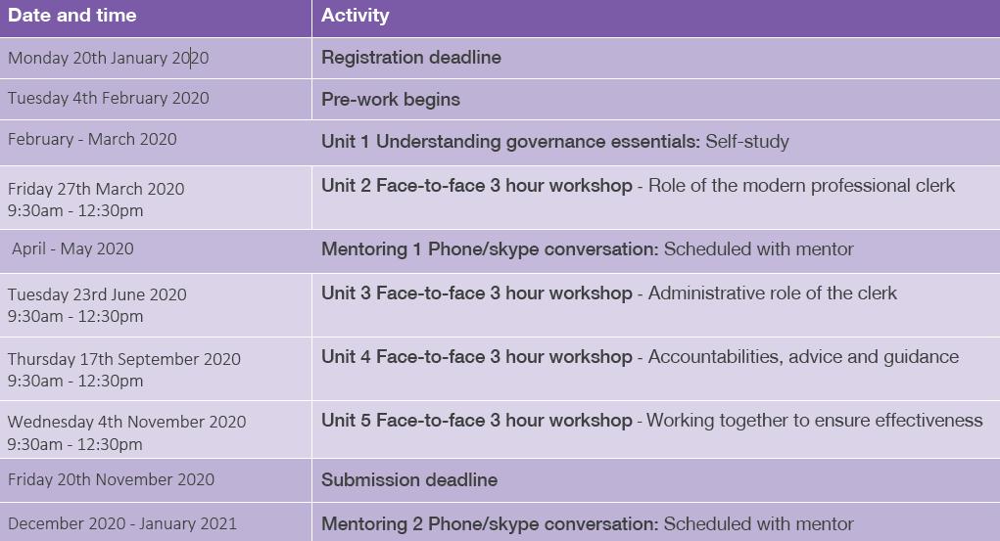 Date and time Activity
Monday 20th January 2020 Registration deadline
Tuesday 4th February 2020 Pre-work begins
February - March 2020 Unit 1 Understanding governance essentials: Self-study
Friday 27th March 2020 Unit 2 Face-to-face 3 hour workshop - Role of the modern professional clerk
9:30am - 12:30pm
April - May 2020 Mentoring 1 Phone/skype conversation: Scheduled with mentor
Tuesday 23rd June 2020 Unit 3 Face-to-face 3 hour workshop - Administrative role of the clerk
9:30am - 12:30pm
Thursday 17th September 2020 Unit 4 Face-to-face 3 hour workshop - Accountabilities, advice and guidance
9:30am - 12:30pm
Wednesday 4th November 2020 Unit 5 Face-to-face 3 hour workshop - Working together to ensure effectiveness
9:30am - 12:30pm
Friday 20th November 2020 Submission deadline
December 2020 - January 2021 Mentoring 2 Phone/skype conversation: Scheduled with mentor